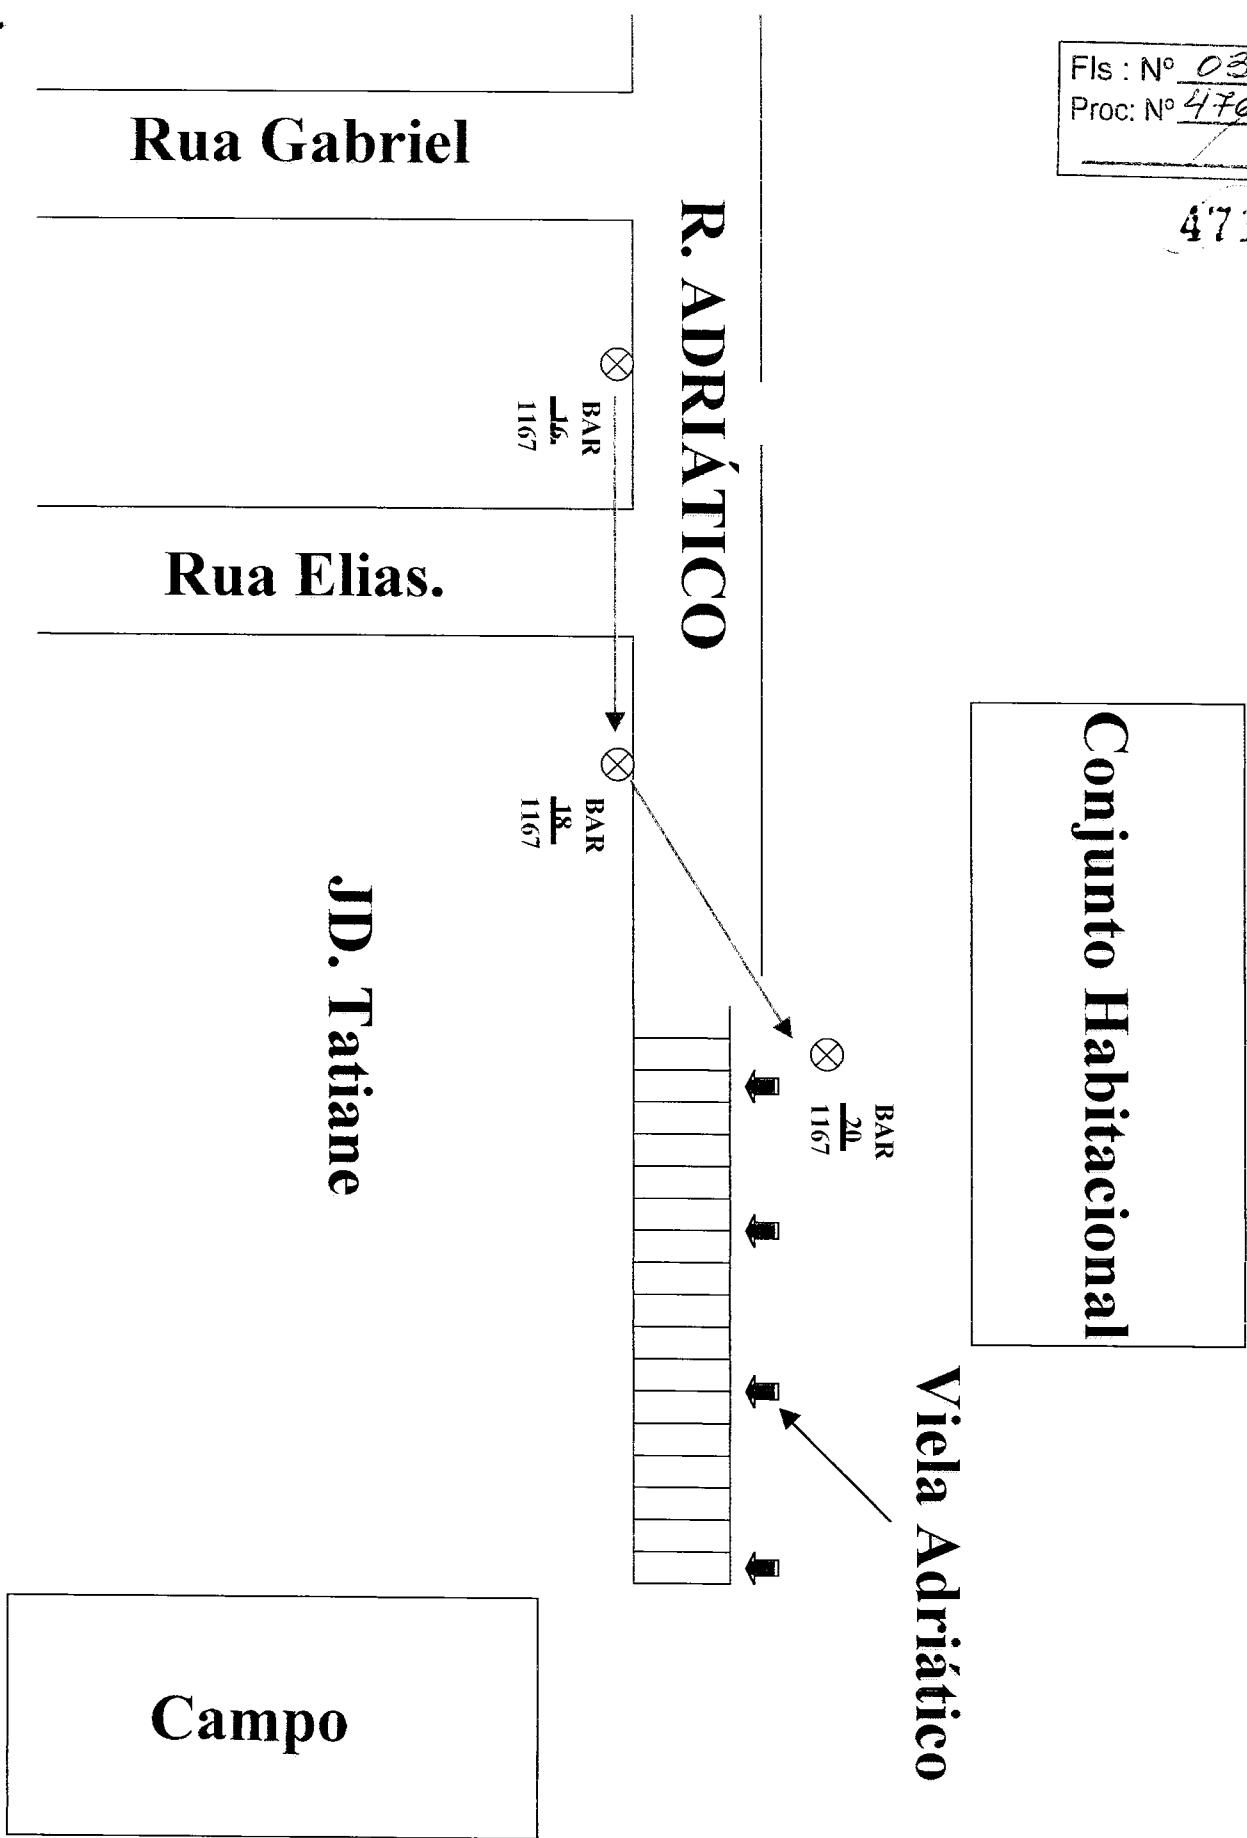 Fls : Nº 03
Proc: Nº 476
471
Rua Gabriel
R. ADRIÁTICO
BAR
16.
1167
Rua Elias.
BAR
18
1167
Conjunto Habitacional
JD. Tatiane
BAR
20
1167
Viela Adriático
Campo